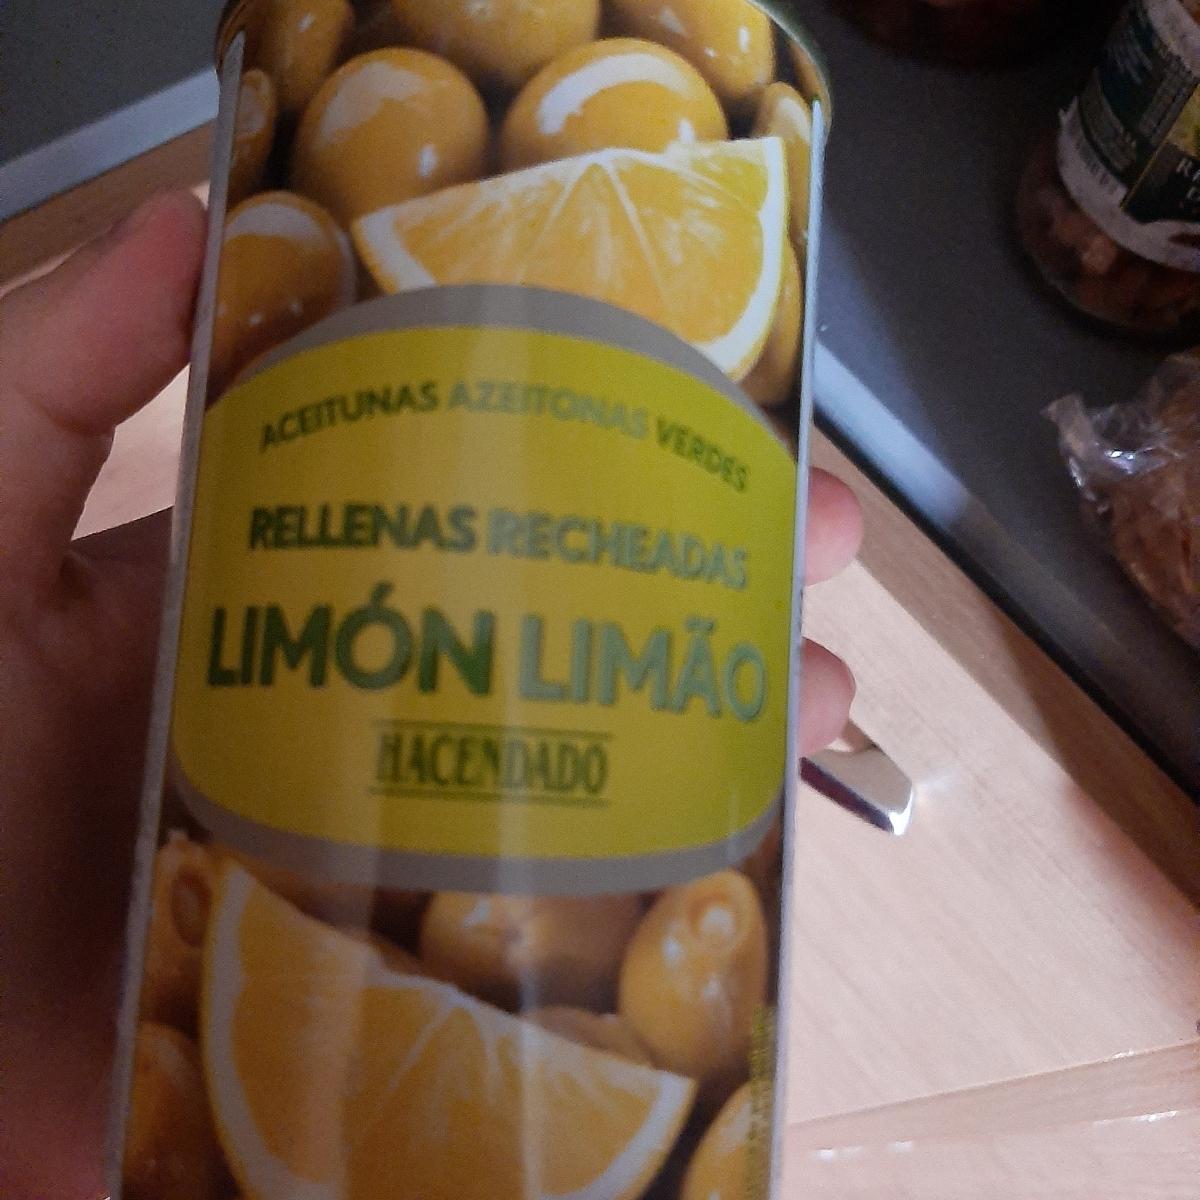 ACEITUNAS AZEITONAS VERDES
RELLENAS RECHEADAS
LIMÓN LIMÃO
HACENDADO